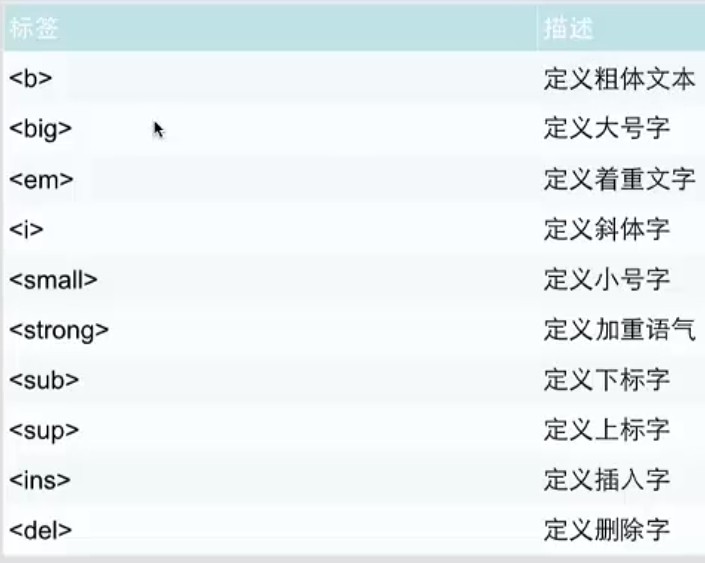 标签 描述
<b> 定义粗体文本
<big> 定义大号字
<em> 定义着重文字
<i> 定义斜体字
<small> 定义小号字
<strong> 定义加重语气
<sub> 定义下标字
<sup> 定义上标字
<ins> 定义插入字
<del> 定义删除字